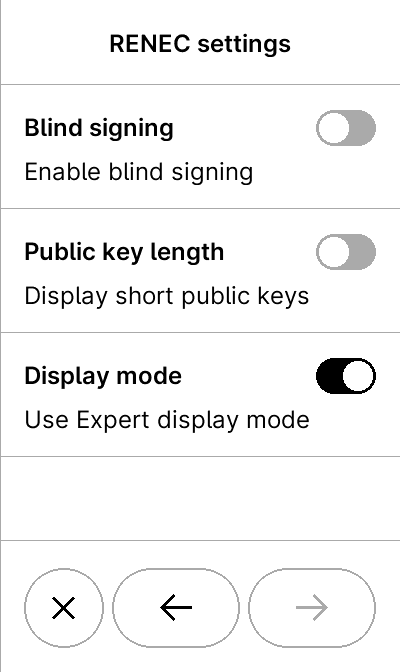 RENEC settings
Blind signing
Enable blind signing
Public key length
Display short public keys
Display mode
Use Expert display mode